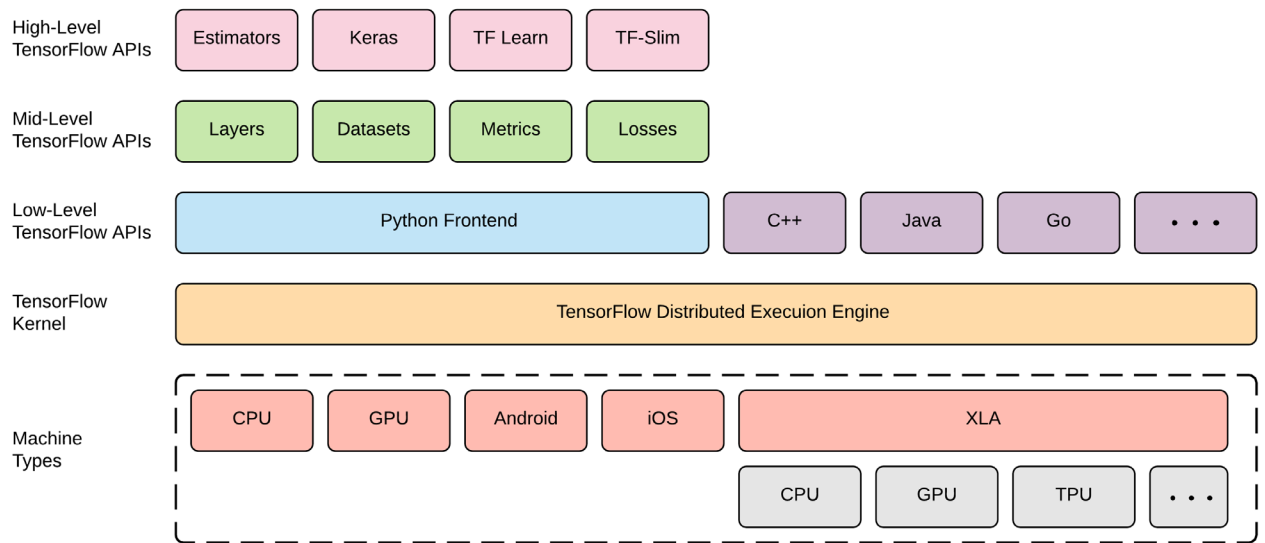 High-Level
TensorFlow APIs
Estimators
Keras
TF Learn
TF-Slim
Mid-Level
TensorFlow APIs
Layers
Datasets
Metrics
Losses
Low-Level
TensorFlow APIs
Python Frontend
C++
Java
Go
• • •
TensorFlow
Kernel
TensorFlow Distributed Execuion Engine
Machine
Types
CPU
GPU
Android
iOS
XLA
CPU
GPU
TPU
• • •